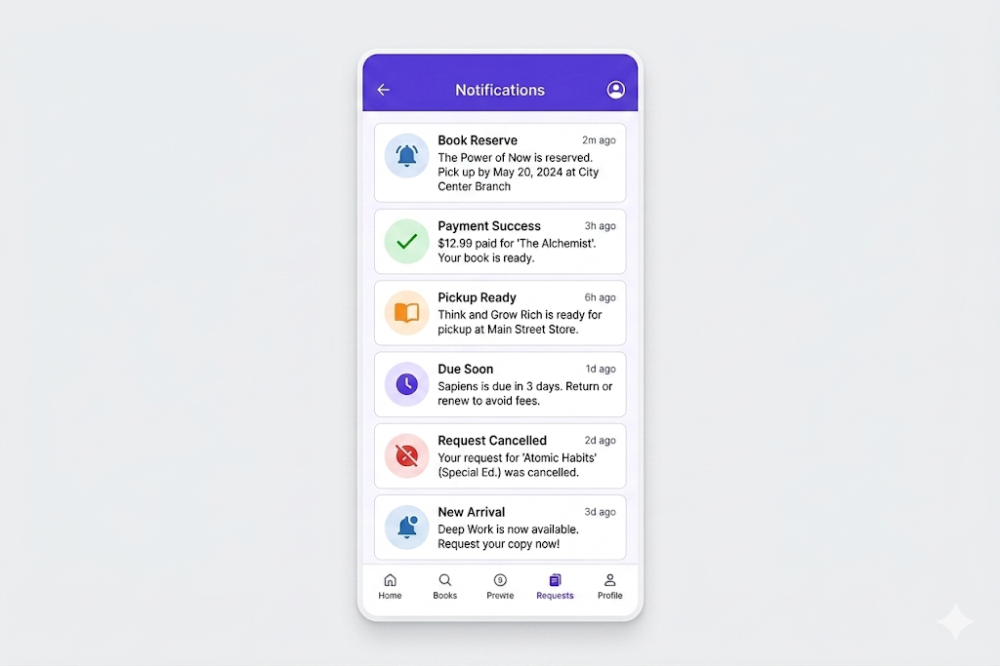 Notifications
Book Reserve
2m ago
The Power of Now is reserved.
Pick up by May 20, 2024 at City
Center Branch
Payment Success
3h ago
$12.99 paid for 'The Alchemist'.
Your book is ready.
Pickup Ready
6h ago
Think and Grow Rich is ready for
pickup at Main Street Store.
Due Soon
1d ago
Sapiens is due in 3 days. Return or
renew to avoid fees.
Request Cancelled
2d ago
Your request for 'Atomic Habits'
(Special Ed.) was cancelled.
New Arrival
3d ago
Deep Work is now available.
Request your copy now!
Home
Books
Requests
Profile